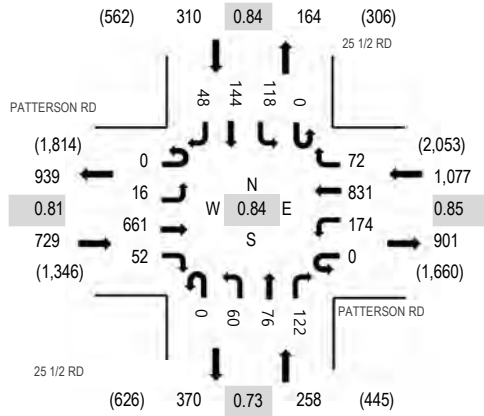 (562) 310 0.84 164 (306)
25 1/2 RD
48 144 118 0
PATTERSON RD
(1,814) (2,053)
939 0 72 1,077
16 N 831
0.81 W 0.84 E 0.85
661 S 174
729 52 0 901
(1,346) (1,660)
0 60 76 122
PATTERSON RD
25 1/2 RD
(626) 370 0.73 258 (445)